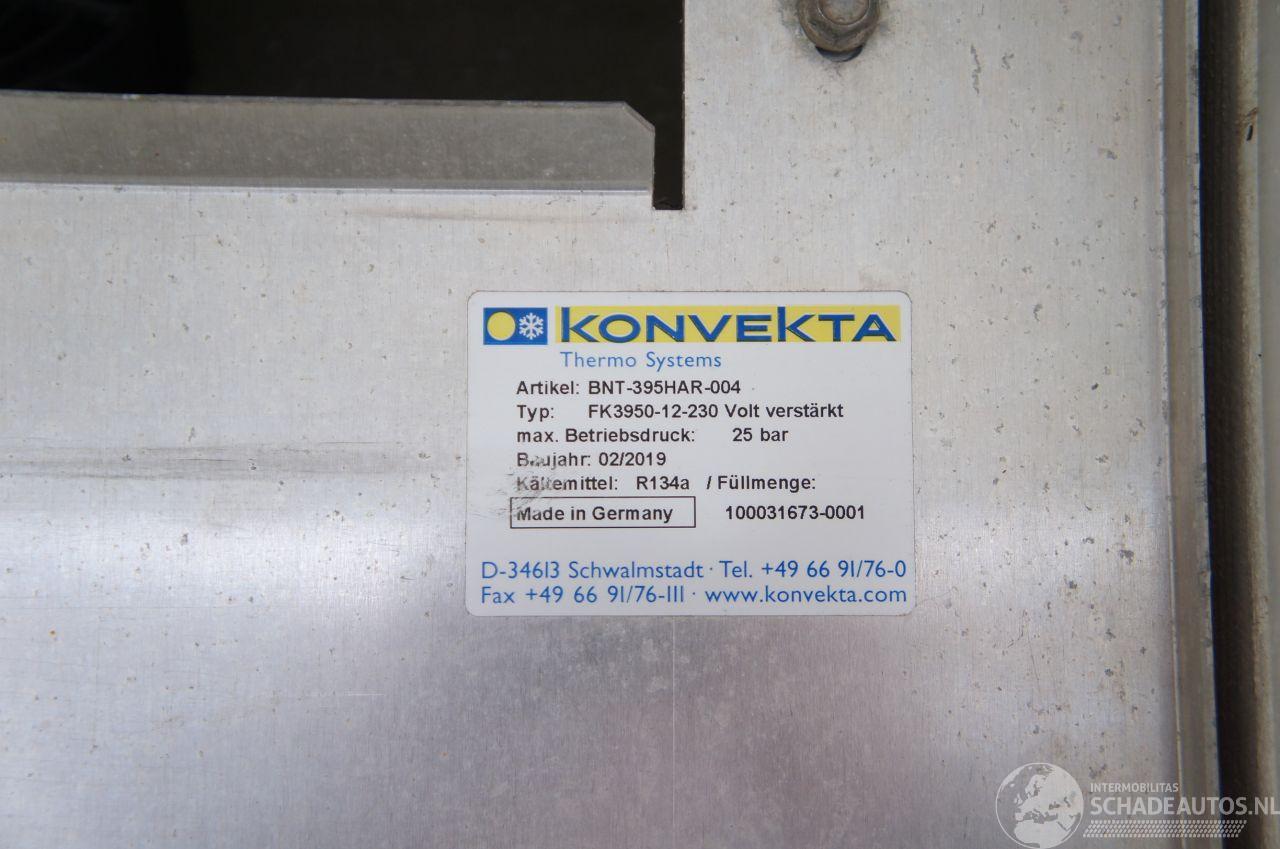 KONVEKTA
Thermo Systems
Artikel: BNT-395HAR-004
Typ: FK3950-12-230 Volt verstärkt
max. Betriebsdruck: 25 bar
Baujahr: 02/2019
Kältemittel: R134a / Füllmenge:
Made in Germany 100031673-0001
D-34613 Schwalmstadt · Tel. +49 66 91/76-0
Fax +49 66 91/76-111 · www.konvekta.com
INTERMOBILITAS
SCHADEAUTOS.NL